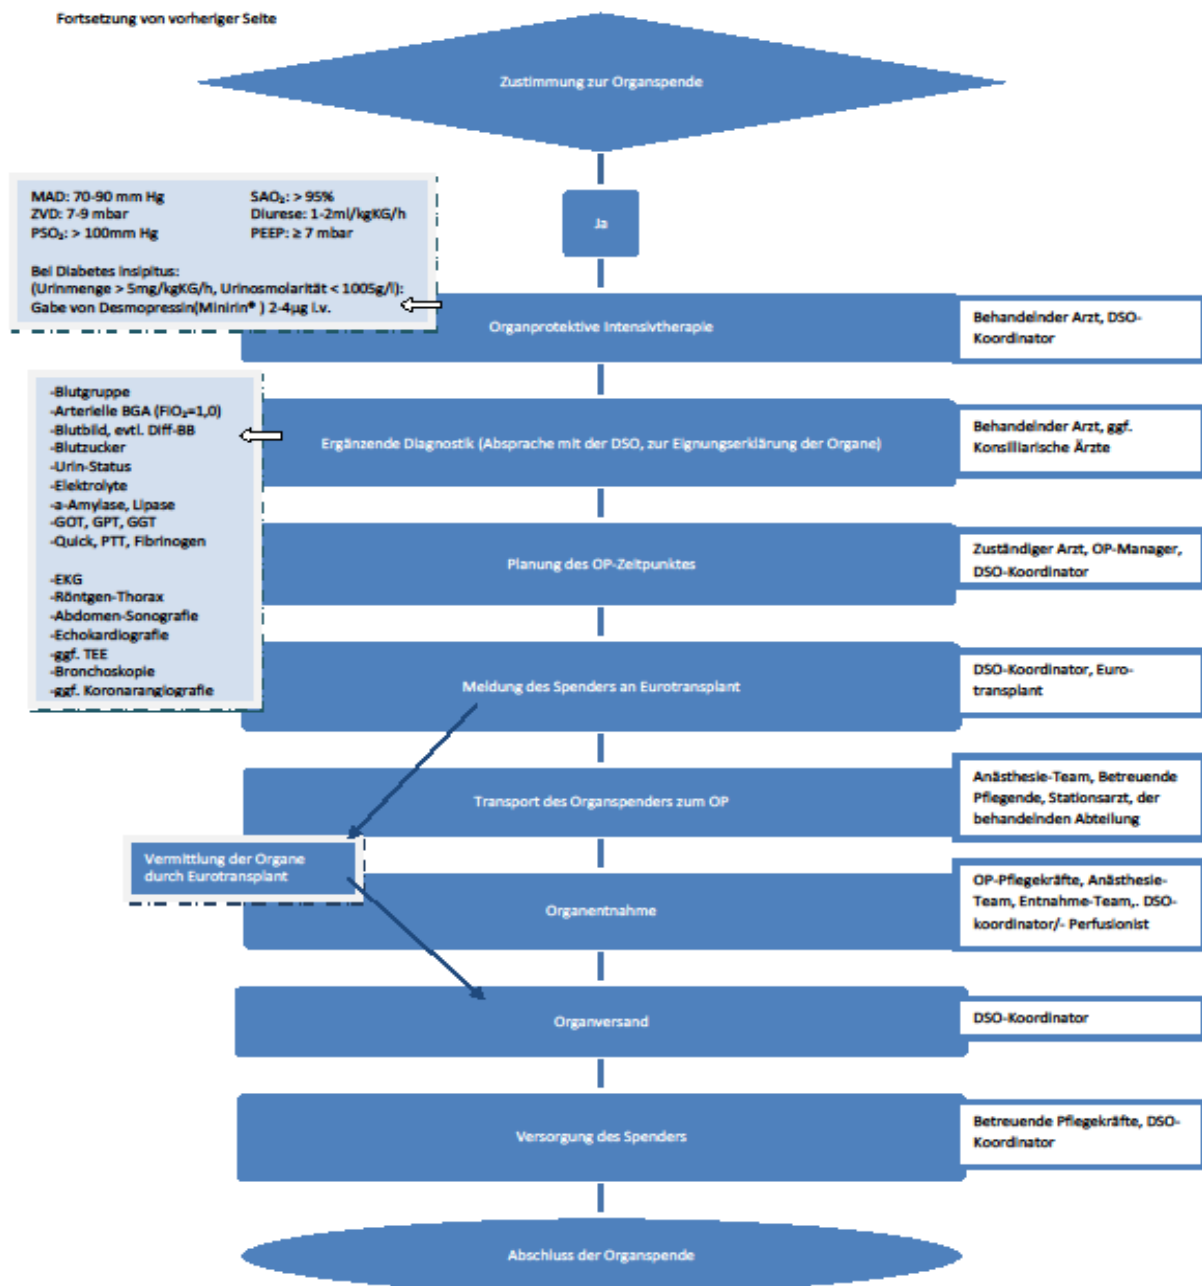 Fortsetzung von vorheriger Seite
Zustimmung zur Organspende
Ja
MAD: 70-90 mm Hg SAO₂: > 95%
ZVD: 7-9 mbar Diurese: 1-2ml/kgKG/h
PSO₂: > 100mm Hg PEEP: ≥ 7 mbar
Bei Diabetes insipitus:
(Urinmenge > 5mg/kgKG/h, Urinosmolarität < 1005g/l):
Gabe von Desmopressin(Minirin® ) 2-4µg i.v.
Organprotektive Intensivtherapie
Behandelnder Arzt, DSO-
Koordinator
-Blutgruppe
-Arterielle BGA (FiO₂=1,0)
-Blutbild, evtl. Diff-BB
-Blutzucker
-Urin-Status
-Elektrolyte
-a-Amylase, Lipase
-GOT, GPT, GGT
-Quick, PTT, Fibrinogen
-EKG
-Röntgen-Thorax
-Abdomen-Sonografie
-Echokardiografie
-ggf. TEE
-Bronchoskopie
-ggf. Koronarangiografie
Ergänzende Diagnostik (Absprache mit der DSO, zur Eignungserklärung der Organe)
Behandelnder Arzt, ggf.
Konsiliarische Ärzte
Planung des OP-Zeitpunktes
Zuständiger Arzt, OP-Manager,
DSO-Koordinator
Meldung des Spenders an Eurotransplant
DSO-Koordinator, Euro-
transplant
Transport des Organspenders zum OP
Anästhesie-Team, Betreuende
Pflegende, Stationsarzt, der
behandelnden Abteilung
Vermittlung der Organe
durch Eurotransplant
Organentnahme
OP-Pflegekräfte, Anästhesie-
Team, Entnahme-Team,. DSO-
koordinator/- Perfusionist
Organversand
DSO-Koordinator
Versorgung des Spenders
Betreuende Pflegekräfte, DSO-
Koordinator
Abschluss der Organspende